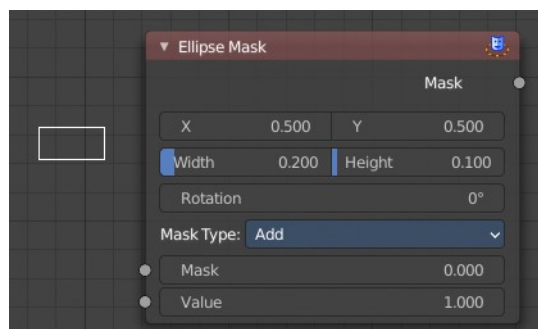 Ellipse Mask
Mask
X 0.500 Y 0.500
Width 0.200 Height 0.100
Rotation 0°
Mask Type: Add
Mask 0.000
Value 1.000